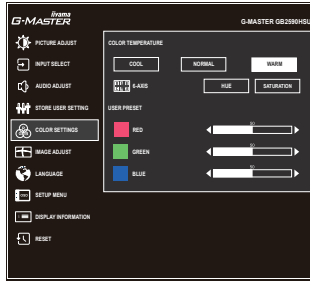 iiyama
G-MASTER
G-MASTER GB2590HSU
PICTURE ADJUST
INPUT SELECT
AUDIO ADJUST
STORE USER SETTING
COLOR SETTINGS
IMAGE ADJUST
LANGUAGE
SETUP MENU
DISPLAY INFORMATION
RESET
COLOR TEMPERATURE
COOL NORMAL WARM
6-AXIS HUE SATURATION
USER PRESET
RED 50
GREEN 50
BLUE 50